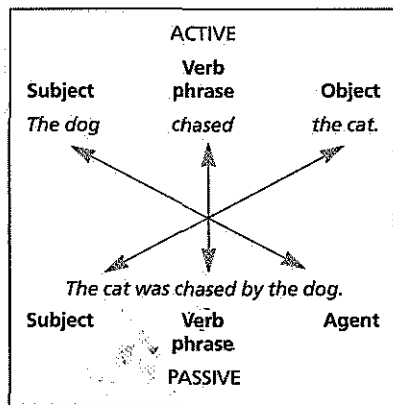 ACTIVE
Verb
Subject phrase Object
The dog chased the cat.
The cat was chased by the dog.
Subject Verb Agent
phrase
PASSIVE